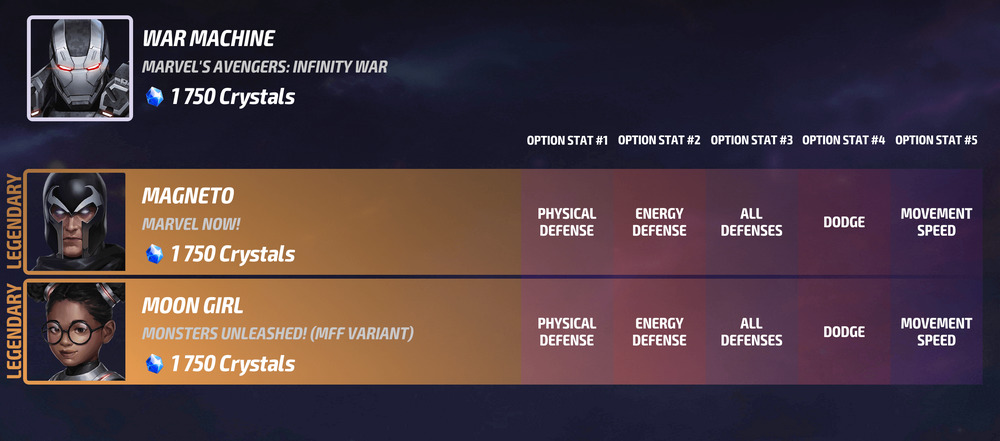 WAR MACHINE
MARVEL'S AVENGERS: INFINITY WAR
1 750 Crystals
OPTION STAT #1 OPTION STAT #2 OPTION STAT #3 OPTION STAT #4 OPTION STAT #5
LEGENDARY
MAGNETO
MARVEL NOW!
1 750 Crystals
PHYSICAL DEFENSE
ENERGY DEFENSE
ALL DEFENSES
DODGE
MOVEMENT SPEED
LEGENDARY
MOON GIRL
MONSTERS UNLEASHED! (MFF VARIANT)
1 750 Crystals
PHYSICAL DEFENSE
ENERGY DEFENSE
ALL DEFENSES
DODGE
MOVEMENT SPEED